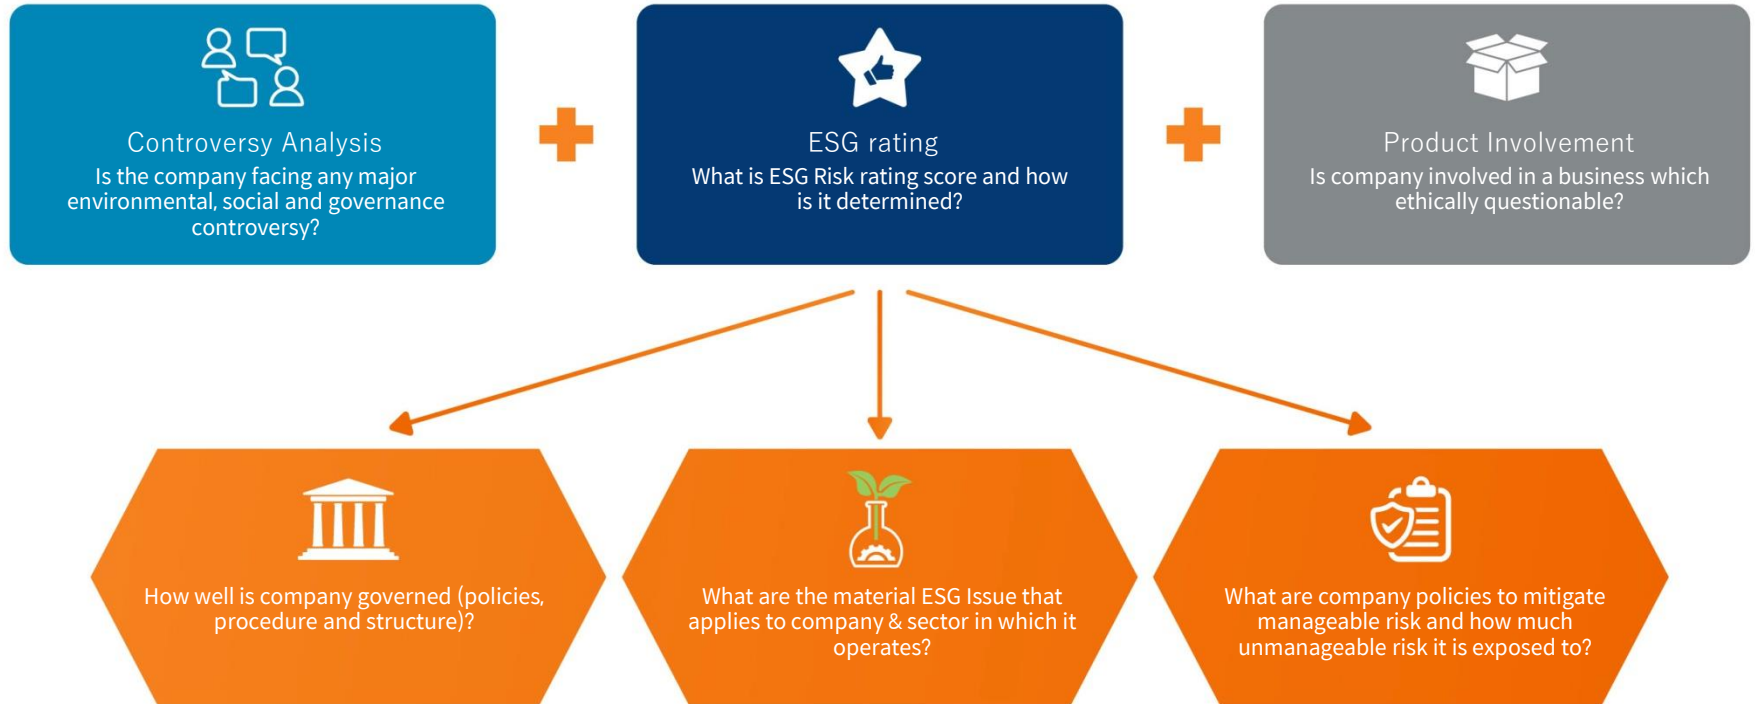 Controversy Analysis
Is the company facing any major
environmental, social and governance
controversy?
ESG rating
What is ESG Risk rating score and how
is it determined?
Product Involvement
Is company involved in a business which
ethically questionable?
How well is company governed (policies,
procedure and structure)?
What are the material ESG Issue that
applies to company & sector in which it
operates?
What are company policies to mitigate
manageable risk and how much
unmanageable risk it is exposed to?